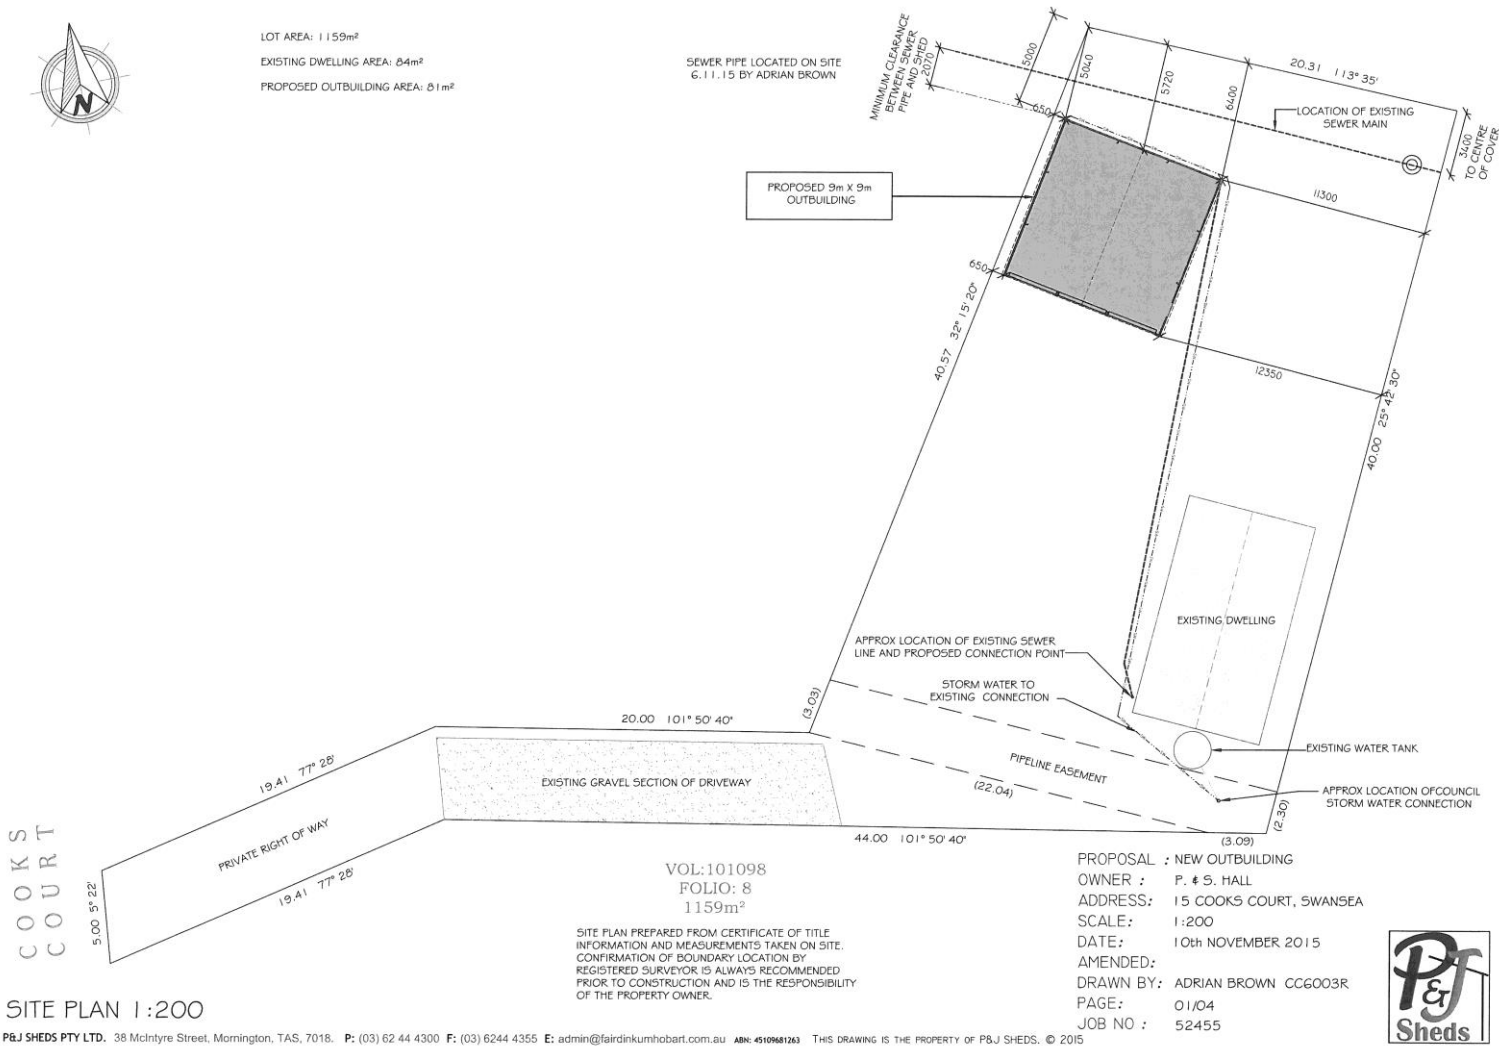 LOT AREA: 1159m²
EXISTING DWELLING AREA: 84m²
PROPOSED OUTBUILDING AREA: 81m²
N
SEWER PIPE LOCATED ON SITE
6.11.15 BY ADRIAN BROWN
MINIMUM CLEARANCE
BETWEEN SEWER
PIPE AND SHED
2070
5000
5040
5720
6400
20.31 113° 35'
LOCATION OF EXISTING
SEWER MAIN
3400
TO CENTRE
OF COVER
650
PROPOSED 9m X 9m
OUTBUILDING
11300
650
40.57 32° 15' 20"
12350
40.00 25° 42' 30"
EXISTING DWELLING
APPROX LOCATION OF EXISTING SEWER
LINE AND PROPOSED CONNECTION POINT
STORM WATER TO
EXISTING CONNECTION
(3.03)
20.00 101° 50' 40"
EXISTING WATER TANK
PIPELINE EASEMENT
(22.04)
EXISTING GRAVEL SECTION OF DRIVEWAY
APPROX LOCATION OFCOUNCIL
STORM WATER CONNECTION
(2.30)
(3.09)
44.00 101° 50' 40"
19.41 77° 28'
PRIVATE RIGHT OF WAY
19.41 77° 28'
5.00 5° 22'
COOKS
COURT
VOL:101098
FOLIO: 8
1159m²
SITE PLAN PREPARED FROM CERTIFICATE OF TITLE
INFORMATION AND MEASUREMENTS TAKEN ON SITE.
CONFIRMATION OF BOUNDARY LOCATION BY
REGISTERED SURVEYOR IS ALWAYS RECOMMENDED
PRIOR TO CONSTRUCTION AND IS THE RESPONSIBILITY
OF THE PROPERTY OWNER.
PROPOSAL : NEW OUTBUILDING
OWNER : P. & S. HALL
ADDRESS: 15 COOKS COURT, SWANSEA
SCALE: 1:200
DATE: 10th NOVEMBER 2015
AMENDED:
DRAWN BY: ADRIAN BROWN CC6003R
PAGE: 01/04
JOB NO : 52455
P&J
Sheds
SITE PLAN 1:200
P&J SHEDS PTY LTD. 38 McIntyre Street, Mornington, TAS, 7018. P: (03) 62 44 4300 F: (03) 6244 4355 E: admin@fairdinkumhobart.com.au ABN: 45109681263 THIS DRAWING IS THE PROPERTY OF P&J SHEDS. © 2015